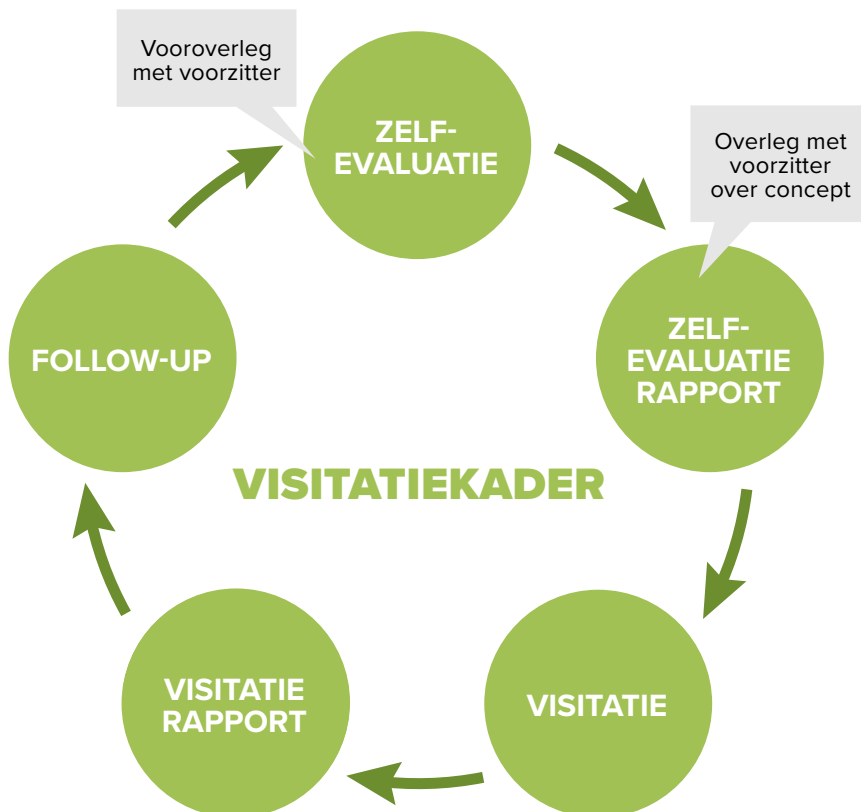 Vooroverleg
met voorzitter
ZELF-
EVALUATIE
Overleg met
voorzitter
over concept
ZELF-
EVALUATIE
RAPPORT
FOLLOW-UP
VISITATIEKADER
VISITATIE
RAPPORT
VISITATIE